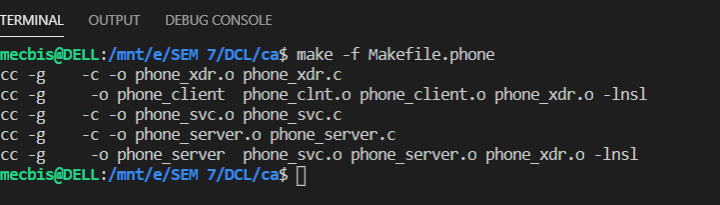 TERMINAL OUTPUT DEBUG CONSOLE
mecbis@DELL:/mnt/e/SEM 7/DCL/ca$ make -f Makefile.phone
cc -g    -c -o phone_xdr.o phone_xdr.c
cc -g     -o phone_client  phone_clnt.o phone_client.o phone_xdr.o -lnsl
cc -g    -c -o phone_svc.o phone_svc.c
cc -g    -c -o phone_server.o phone_server.c
cc -g     -o phone_server  phone_svc.o phone_server.o phone_xdr.o -lnsl
mecbis@DELL:/mnt/e/SEM 7/DCL/ca$